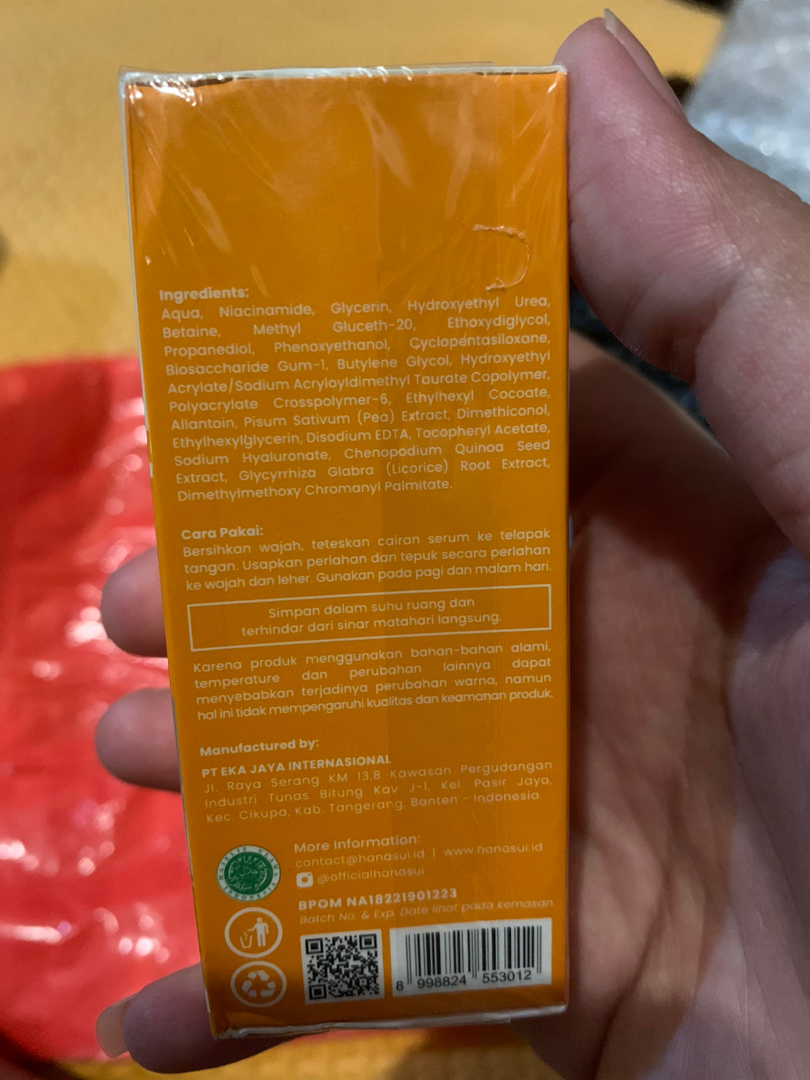 Ingredients:
Aqua, Niacinamide, Glycerin, Hydroxyethyl Urea,
Betaine, Methyl Gluceth-20, Ethoxydiglycol,
Propanediol, Phenoxyethanol, Cyclopentasiloxane,
Biosaccharide Gum-1, Butylene Glycol, Hydroxyethyl
Acrylate/Sodium Acryloyldimethyl Taurate Copolymer,
Polyacrylate Crosspolymer-6, Ethylhexyl Cocoate,
Allantoin, Pisum Sativum (Pea) Extract, Dimethiconol,
Ethylhexylglycerin, Disodium EDTA, Tocopheryl Acetate,
Sodium Hyaluronate, Chenopodium Quinoa Seed
Extract, Glycyrrhiza Glabra (Licorice) Root Extract,
Dimethylmethoxy Chromanyl Palmitate.
Cara Pakai:
Bersihkan wajah, teteskan cairan serum ke telapak
tangan. Usapkan perlahan dan tepuk secara perlahan
ke wajah dan leher. Gunakan pada pagi dan malam hari.
Simpan dalam suhu ruang dan
terhindar dari sinar matahari langsung.
Karena produk menggunakan bahan-bahan alami,
temperature dan perubahan lainnya dapat
menyebabkan terjadinya perubahan warna, namun
hal ini tidak mempengaruhi kualitas dan keamanan produk.
Manufactured by:
PT EKA JAYA INTERNASIONAL
Jl. Raya Serang KM 13,8 Kawasan Pergudangan
Industri Tunas Bitung Kav J-1, Kel. Pasir Jaya,
Kec. Cikupa, Kab. Tangerang, Banten - Indonesia.
More Information:
contact@hanasui.id | www.hanasui.id
@officialhanasui
BPOM NA18221901223
Batch No. & Exp. Date lihat pada kemasan
8 998824 553012